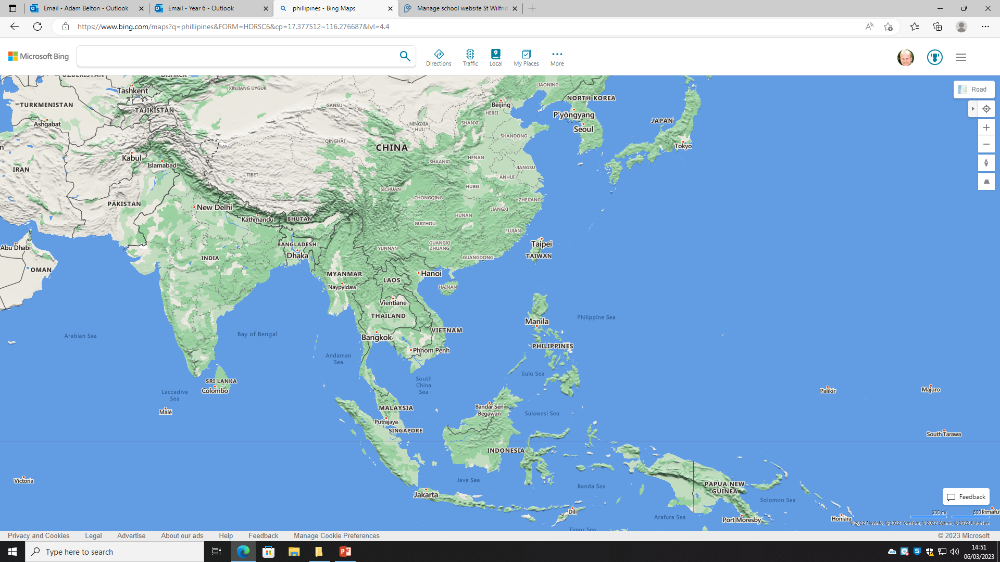 Email - Adam Belton - Outlook
Email - Year 6 - Outlook
phillipines - Bing Maps
Manage school website St Wilfrid
https://www.bing.com/maps?q=phillipines&FORM=HDRSC6&cp=17.377512~116.276687&lvl=4.4
Microsoft Bing
Directions
Traffic
Local
My Places
More
Road
UZBEKISTAN
Bishkek
Tashkent
XINJIANG UYGUR
LIAONING
NORTH KOREA
TURKMENISTAN
TAJIKISTAN
GANSU
Beijing
HEBEI
P'yŏngyang
JAPAN
Ashgabat
NINGXIA
HUI
SHANXI
Seoul
SHANDONG
QINGHAI
CHINA
Tokyo
Kabul
Islamabad
HENAN
SHAANXI
JIANGSU
IRAN
TIBET
ANHUI
SICHUAN
HUBEI
CHONGQING
ZHEJIANG
PAKISTAN
New Delhi
JIANGXI
HUNAN
Kathmandu
BHUTAN
GUIZHOU
FUJIAN
BANGLADESH
GUANGXI
ZHUANG
Taipei
Abu Dhabi
YUNNAN
Dhaka
TAIWAN
INDIA
GUANGDONG
OMAN
MYANMAR
Hanoi
LAOS
Naypyidaw
HAINAN
Vientiane
THAILAND
Manila
Philippine Sea
Arabian Sea
Bay of Bengal
VIETNAM
Bangkok
PHILIPPINES
Phnom Penh
Andaman
Sea
Sulu Sea
SRI LANKA
South
China
Sea
Colombo
Laccadive
Sea
Palikir
Majuro
Malé
MALAYSIA
Bandar Seri
Begawan
Sulawesi Sea
Putrajaya
SINGAPORE
South Tarawa
INDONESIA
Victoria
Java Sea
Banda Sea
PAPUA NEW
GUINEA
Jakarta
Solomon Sea
Feedback
Dili
Arafura Sea
Port Moresby
Honiara
300 mi
Timor Sea
© 2022 NavInfo, © 2022 TomTom, © 2022 Zenrin, © 2022 AutoNavi
Privacy and Cookies
Legal
Advertise
About our ads
Help
Feedback
Manage Cookie Preferences
© 2023 Microsoft
Type here to search
14:51
06/03/2023